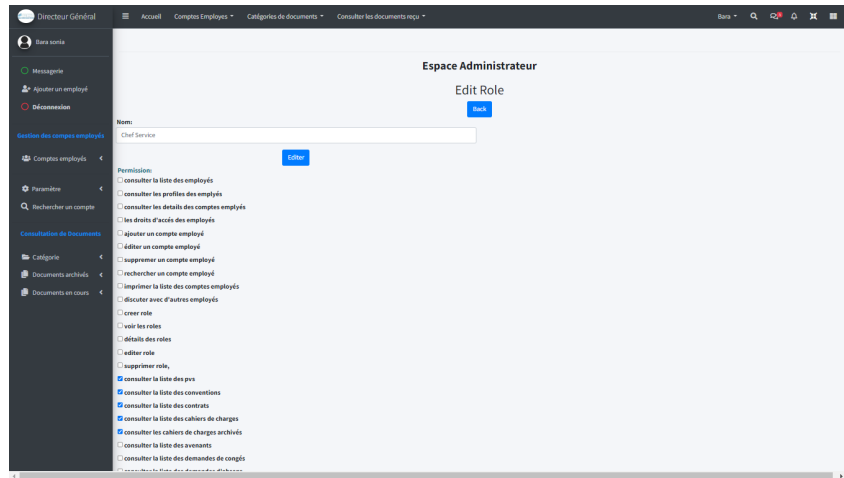 Directeur Général
Accueil Comptes Employes Catégories de documents Consulter les documents reçu Bara
Bara sonia
Messagerie
Ajouter un employé
Déconnexion
Gestion des compes employés
Comptes employés
Paramètre
Rechercher un compte
Consultation de Documents
Catégorie
Documents archivés
Documents en cours
Espace Administrateur
Edit Role
Back
Nom:
Chef Service
Editer
Permission:
consulter la liste des employés
consulter les profiles des emplyés
consulter les details des comptes emplyés
les droits d'accés des employés
ajouter un compte employé
éditer un compte employé
suppremer un compte employé
rechercher un compte employé
imprimer la liste des comptes employés
discuter avec d'autres employés
creer role
voir les roles
détails des roles
editer role
supprimer role,
consulter la liste des pvs
consulter la liste des conventions
consulter la liste des contrats
consulter la liste des cahiers de charges
consulter les cahiers de charges archivés
consulter la liste des avenants
consulter la liste des demandes de congés